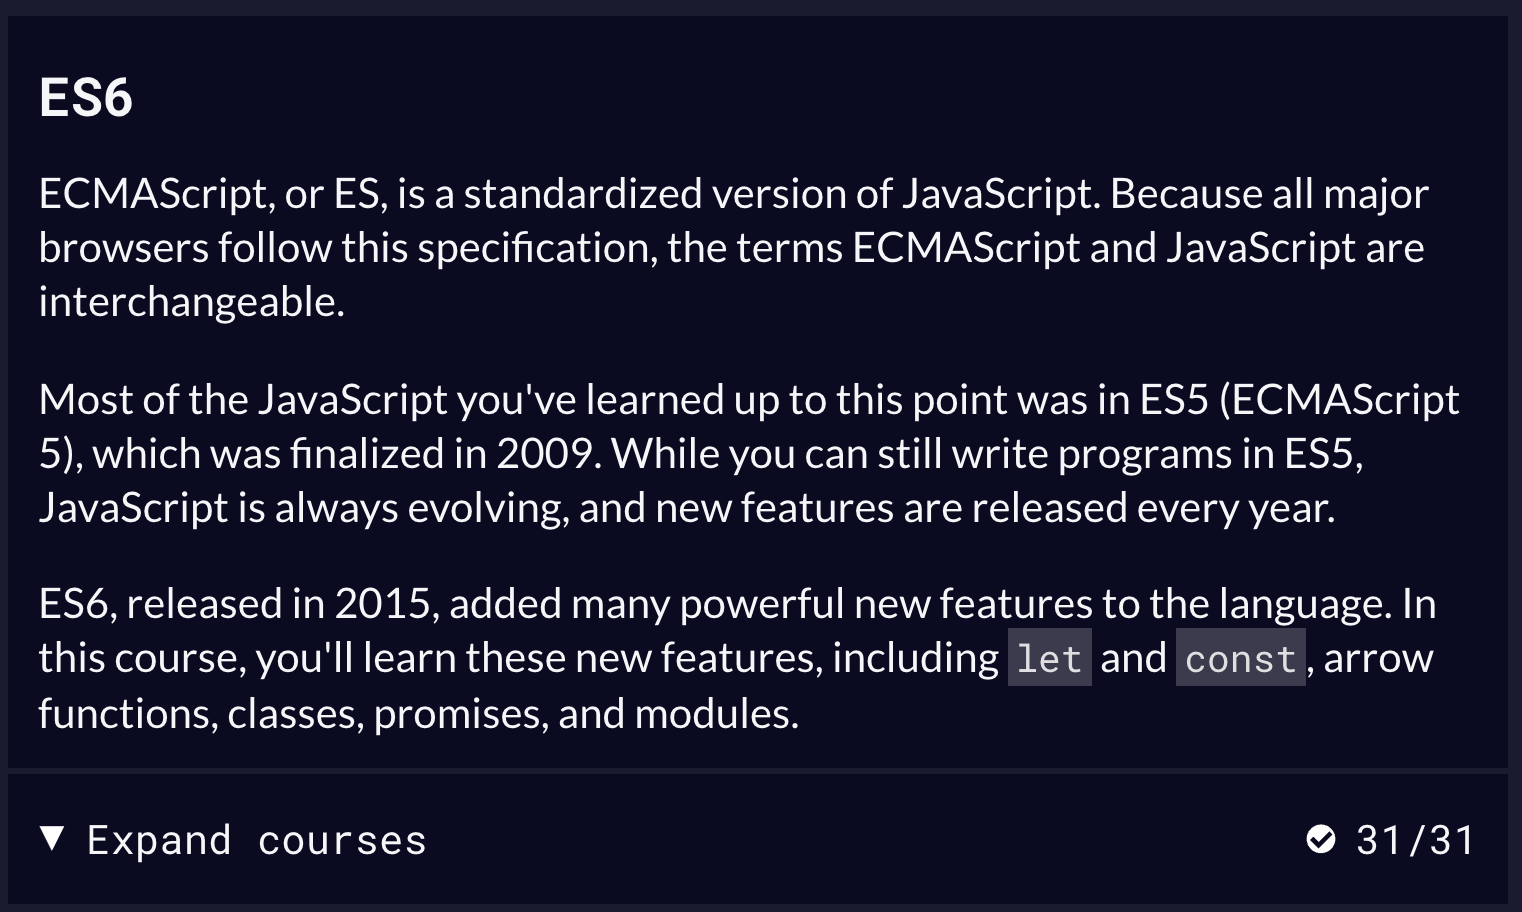 ES6
ECMAScript, or ES, is a standardized version of JavaScript. Because all major
browsers follow this specification, the terms ECMAScript and JavaScript are
interchangeable.
Most of the JavaScript you've learned up to this point was in ES5 (ECMAScript
5), which was finalized in 2009. While you can still write programs in ES5,
JavaScript is always evolving, and new features are released every year.
ES6, released in 2015, added many powerful new features to the language. In
this course, you'll learn these new features, including let and const, arrow
functions, classes, promises, and modules.
Expand courses 31/31